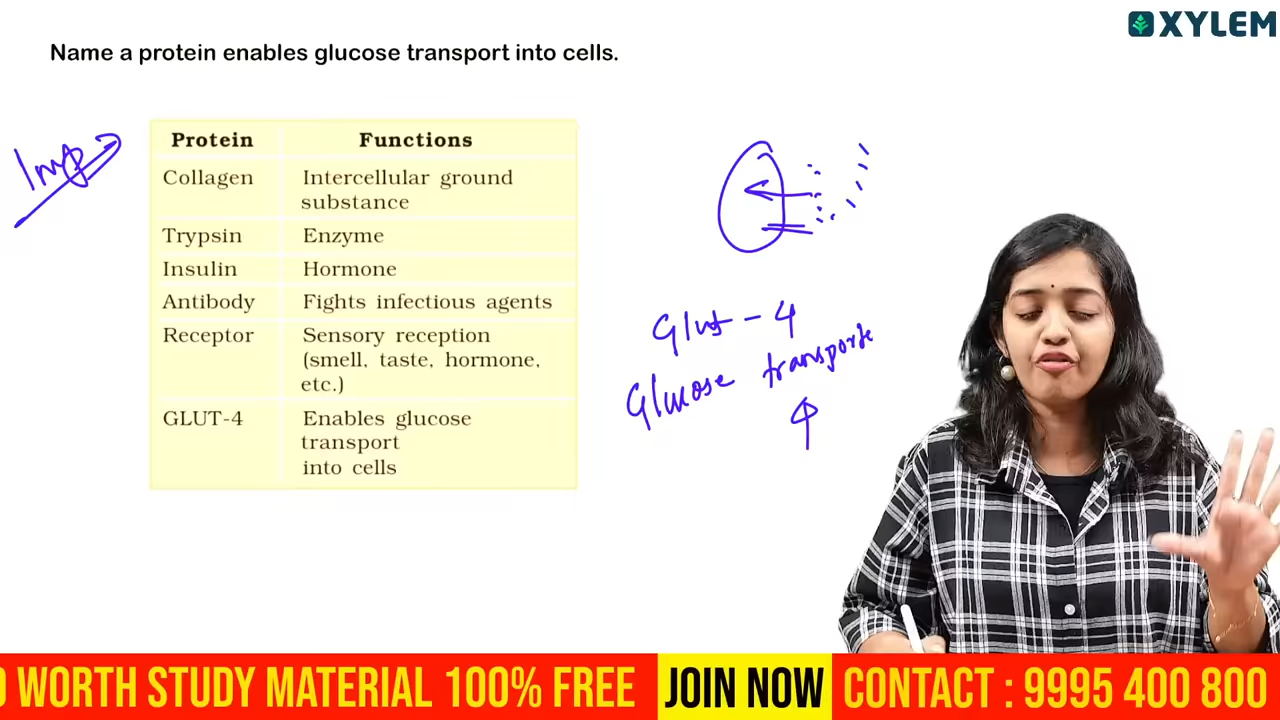 XYLEM
Name a protein enables glucose transport into cells.
Imp
Protein Functions
Collagen Intercellular ground
substance
Trypsin Enzyme
Insulin Hormone
Antibody Fights infectious agents
Receptor Sensory reception
(smell, taste, hormone,
etc.)
GLUT-4 Enables glucose
transport
into cells
Glut - 4
Glucose transporte
WORTH STUDY MATERIAL 100% FREE
JOIN NOW
CONTACT : 9995 400 800